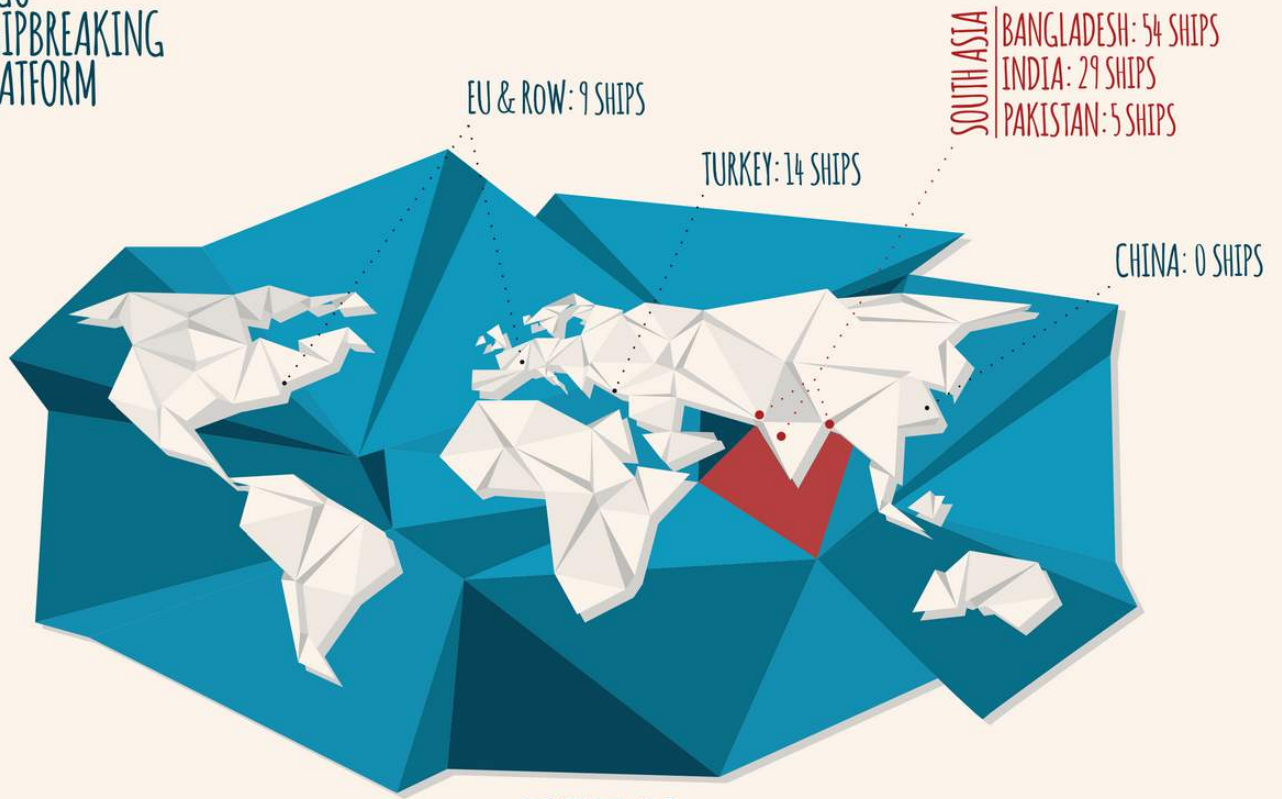 IPBREAKING
ATFORM
EU & ROW: 9 SHIPS
TURKEY: 14 SHIPS
SOUTH ASIA
BANGLADESH: 54 SHIPS
INDIA: 29 SHIPS
PAKISTAN: 5 SHIPS
CHINA: 0 SHIPS